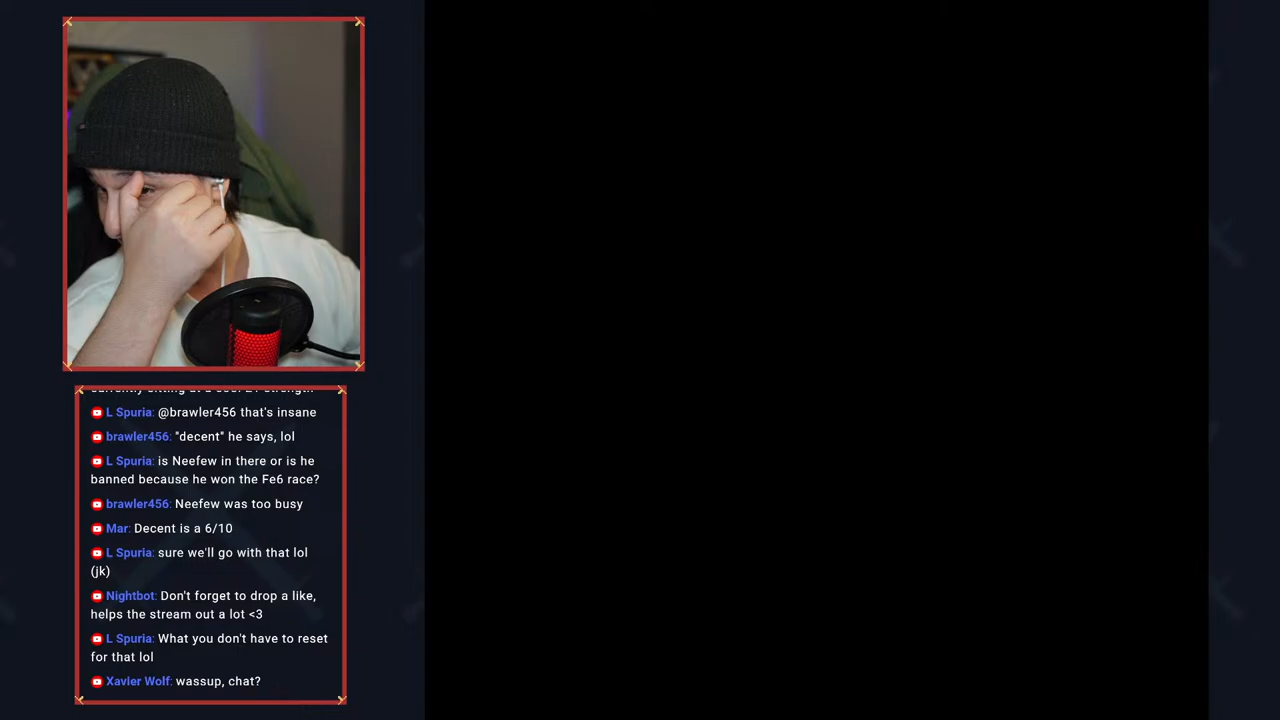 L Spuria: @brawler456 that's insane
brawler456: "decent" he says, lol
L Spuria: is Neefew in there or is he
banned because he won the Fe6 race?
brawler456: Neefew was too busy
Mar: Decent is a 6/10
L Spuria: sure we'll go with that lol
(jk)
Nightbot: Don't forget to drop a like,
helps the stream out a lot <3
L Spuria: What you don't have to reset
for that lol
Xavier Wolf: wassup, chat?